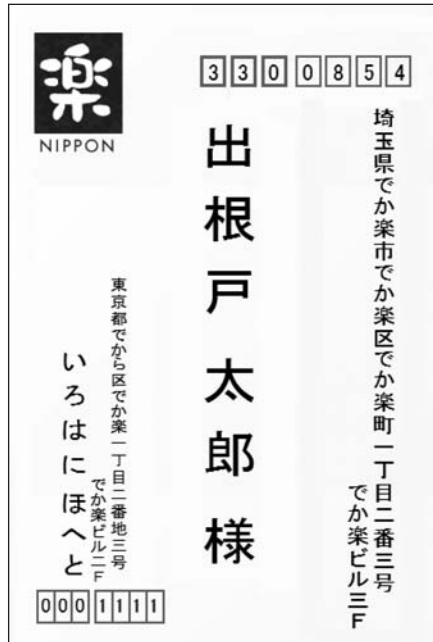 楽
NIPPON
3300854
埼玉県でか楽市でか楽区でか楽町一丁目二番三号
でか楽ビル三F
出根戸太郎様
東京都でから区でか楽一丁目二番地三号
でか楽ビル二F
いろはにほへと
0001111